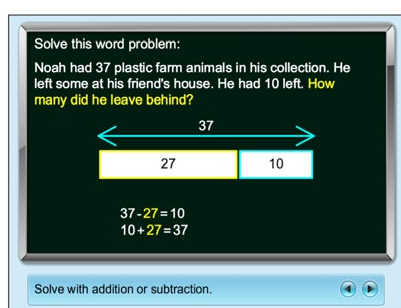 Solve this word problem:
Noah had 37 plastic farm animals in his collection. He
left some at his friend's house. He had 10 left. How
many did he leave behind?
37
27 10
37-27=10
10+27=37
Solve with addition or subtraction.